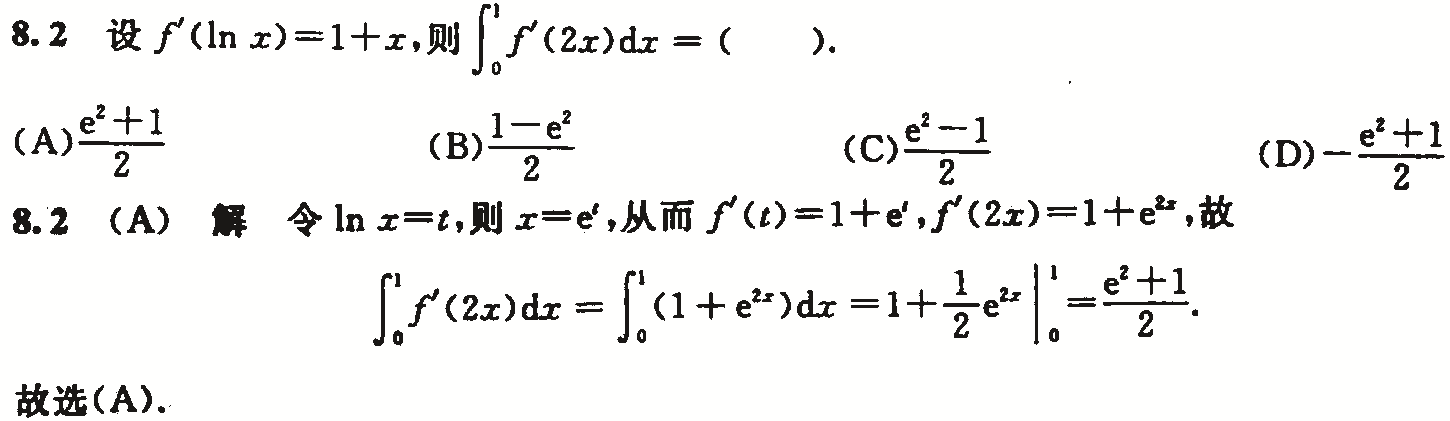 8.2 设 f′(ln x)=1+x,则∫₀¹ f′(2x)dx = ( ).
(A) (e²+1)/2 (B) (1−e²)/2 (C) (e²−1)/2 (D) −(e²+1)/2
8.2 (A) 解 令 ln x=t,则 x=eᵗ,从而 f′(t)=1+eᵗ,f′(2x)=1+e²ˣ,故
∫₀¹ f′(2x)dx = ∫₀¹ (1+e²ˣ)dx = 1+ 1/2 e²ˣ |₀¹ = (e²+1)/2.
故选(A).